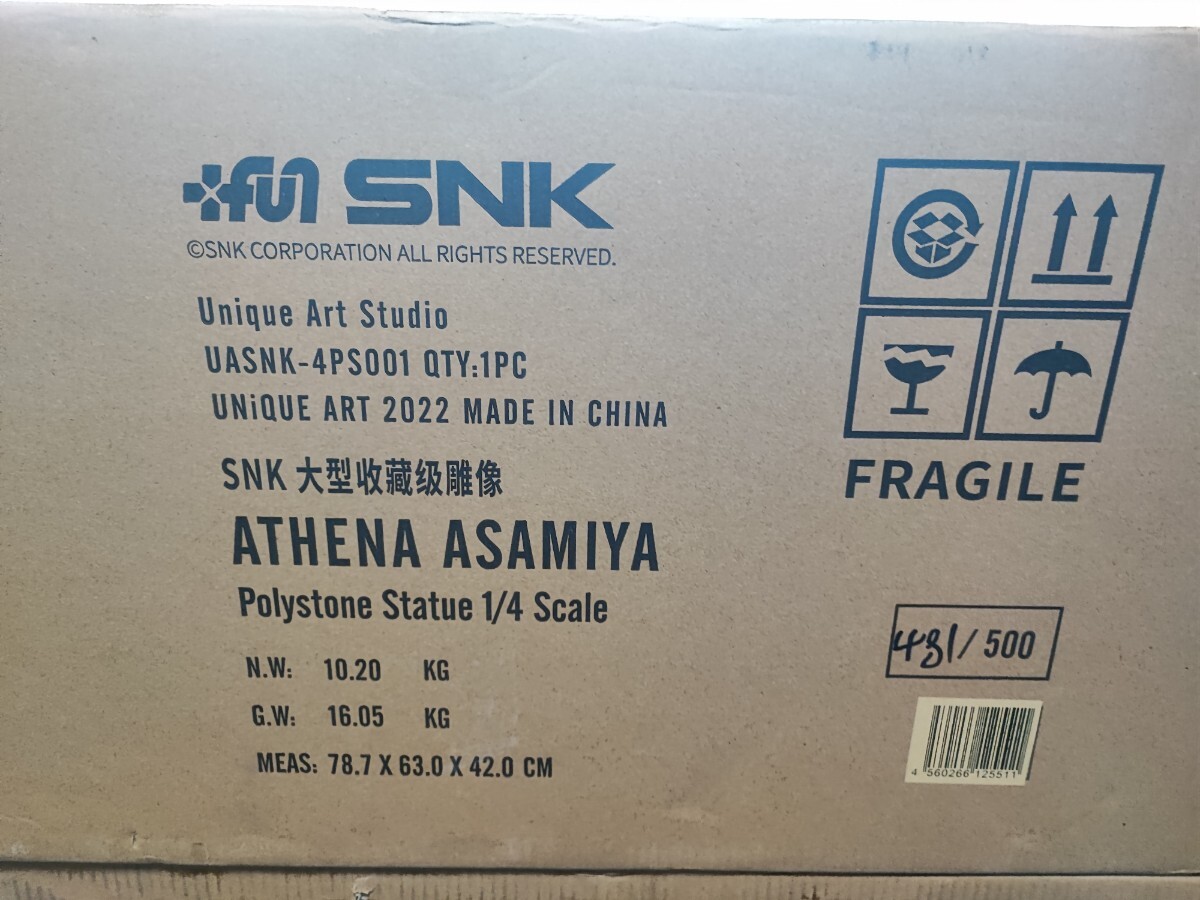 ifun SNK
©SNK CORPORATION ALL RIGHTS RESERVED.
Unique Art Studio
UASNK-4PS001 QTY:1PC
UNiQUE ART 2022 MADE IN CHINA
SNK 大型收藏级雕像
ATHENA ASAMIYA
Polystone Statue 1/4 Scale
N.W: 10.20 KG
G.W: 16.05 KG
MEAS: 78.7 X 63.0 X 42.0 CM
FRAGILE
431/500
4 560266 125511